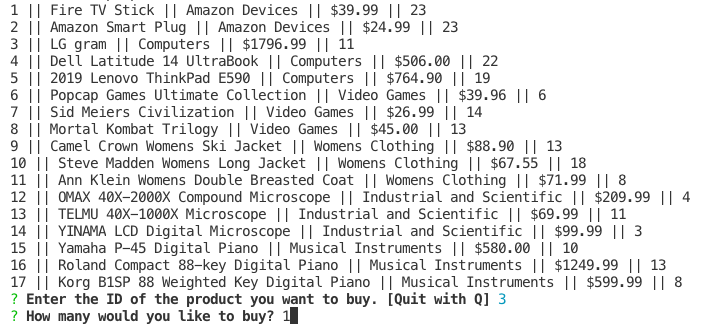 1 || Fire TV Stick || Amazon Devices || $39.99 || 23
2 || Amazon Smart Plug || Amazon Devices || $24.99 || 23
3 || LG gram || Computers || $1796.99 || 11
4 || Dell Latitude 14 UltraBook || Computers || $506.00 || 22
5 || 2019 Lenovo ThinkPad E590 || Computers || $764.90 || 19
6 || Popcap Games Ultimate Collection || Video Games || $39.96 || 6
7 || Sid Meiers Civilization || Video Games || $26.99 || 14
8 || Mortal Kombat Trilogy || Video Games || $45.00 || 13
9 || Camel Crown Womens Ski Jacket || Womens Clothing || $88.90 || 13
10 || Steve Madden Womens Long Jacket || Womens Clothing || $67.55 || 18
11 || Ann Klein Womens Double Breasted Coat || Womens Clothing || $71.99 || 8
12 || OMAX 40X-2000X Compound Microscope || Industrial and Scientific || $209.99 || 4
13 || TELMU 40X-1000X Microscope || Industrial and Scientific || $69.99 || 11
14 || YINAMA LCD Digital Microscope || Industrial and Scientific || $99.99 || 3
15 || Yamaha P-45 Digital Piano || Musical Instruments || $580.00 || 10
16 || Roland Compact 88-key Digital Piano || Musical Instruments || $1249.99 || 13
17 || Korg B1SP 88 Weighted Key Digital Piano || Musical Instruments || $599.99 || 8
? Enter the ID of the product you want to buy. [Quit with Q] 3
? How many would you like to buy? 1